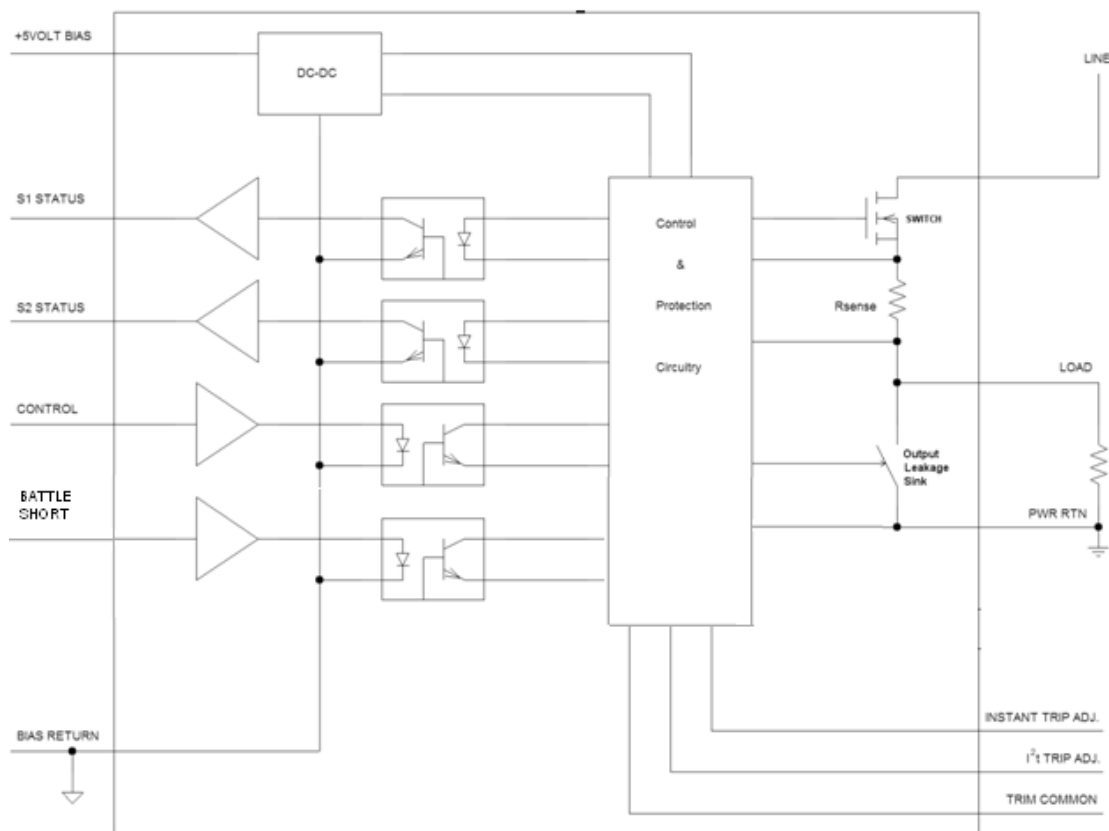 +5VOLT BIAS
DC-DC
LINE
S1 STATUS
Control
&
Protection
Circuitry
SWITCH
S2 STATUS
Rsense
LOAD
CONTROL
Output
Leakage
Sink
BATTLE
SHORT
PWR RTN
BIAS RETURN
INSTANT TRIP ADJ.
I²t TRIP ADJ.
TRIM COMMON